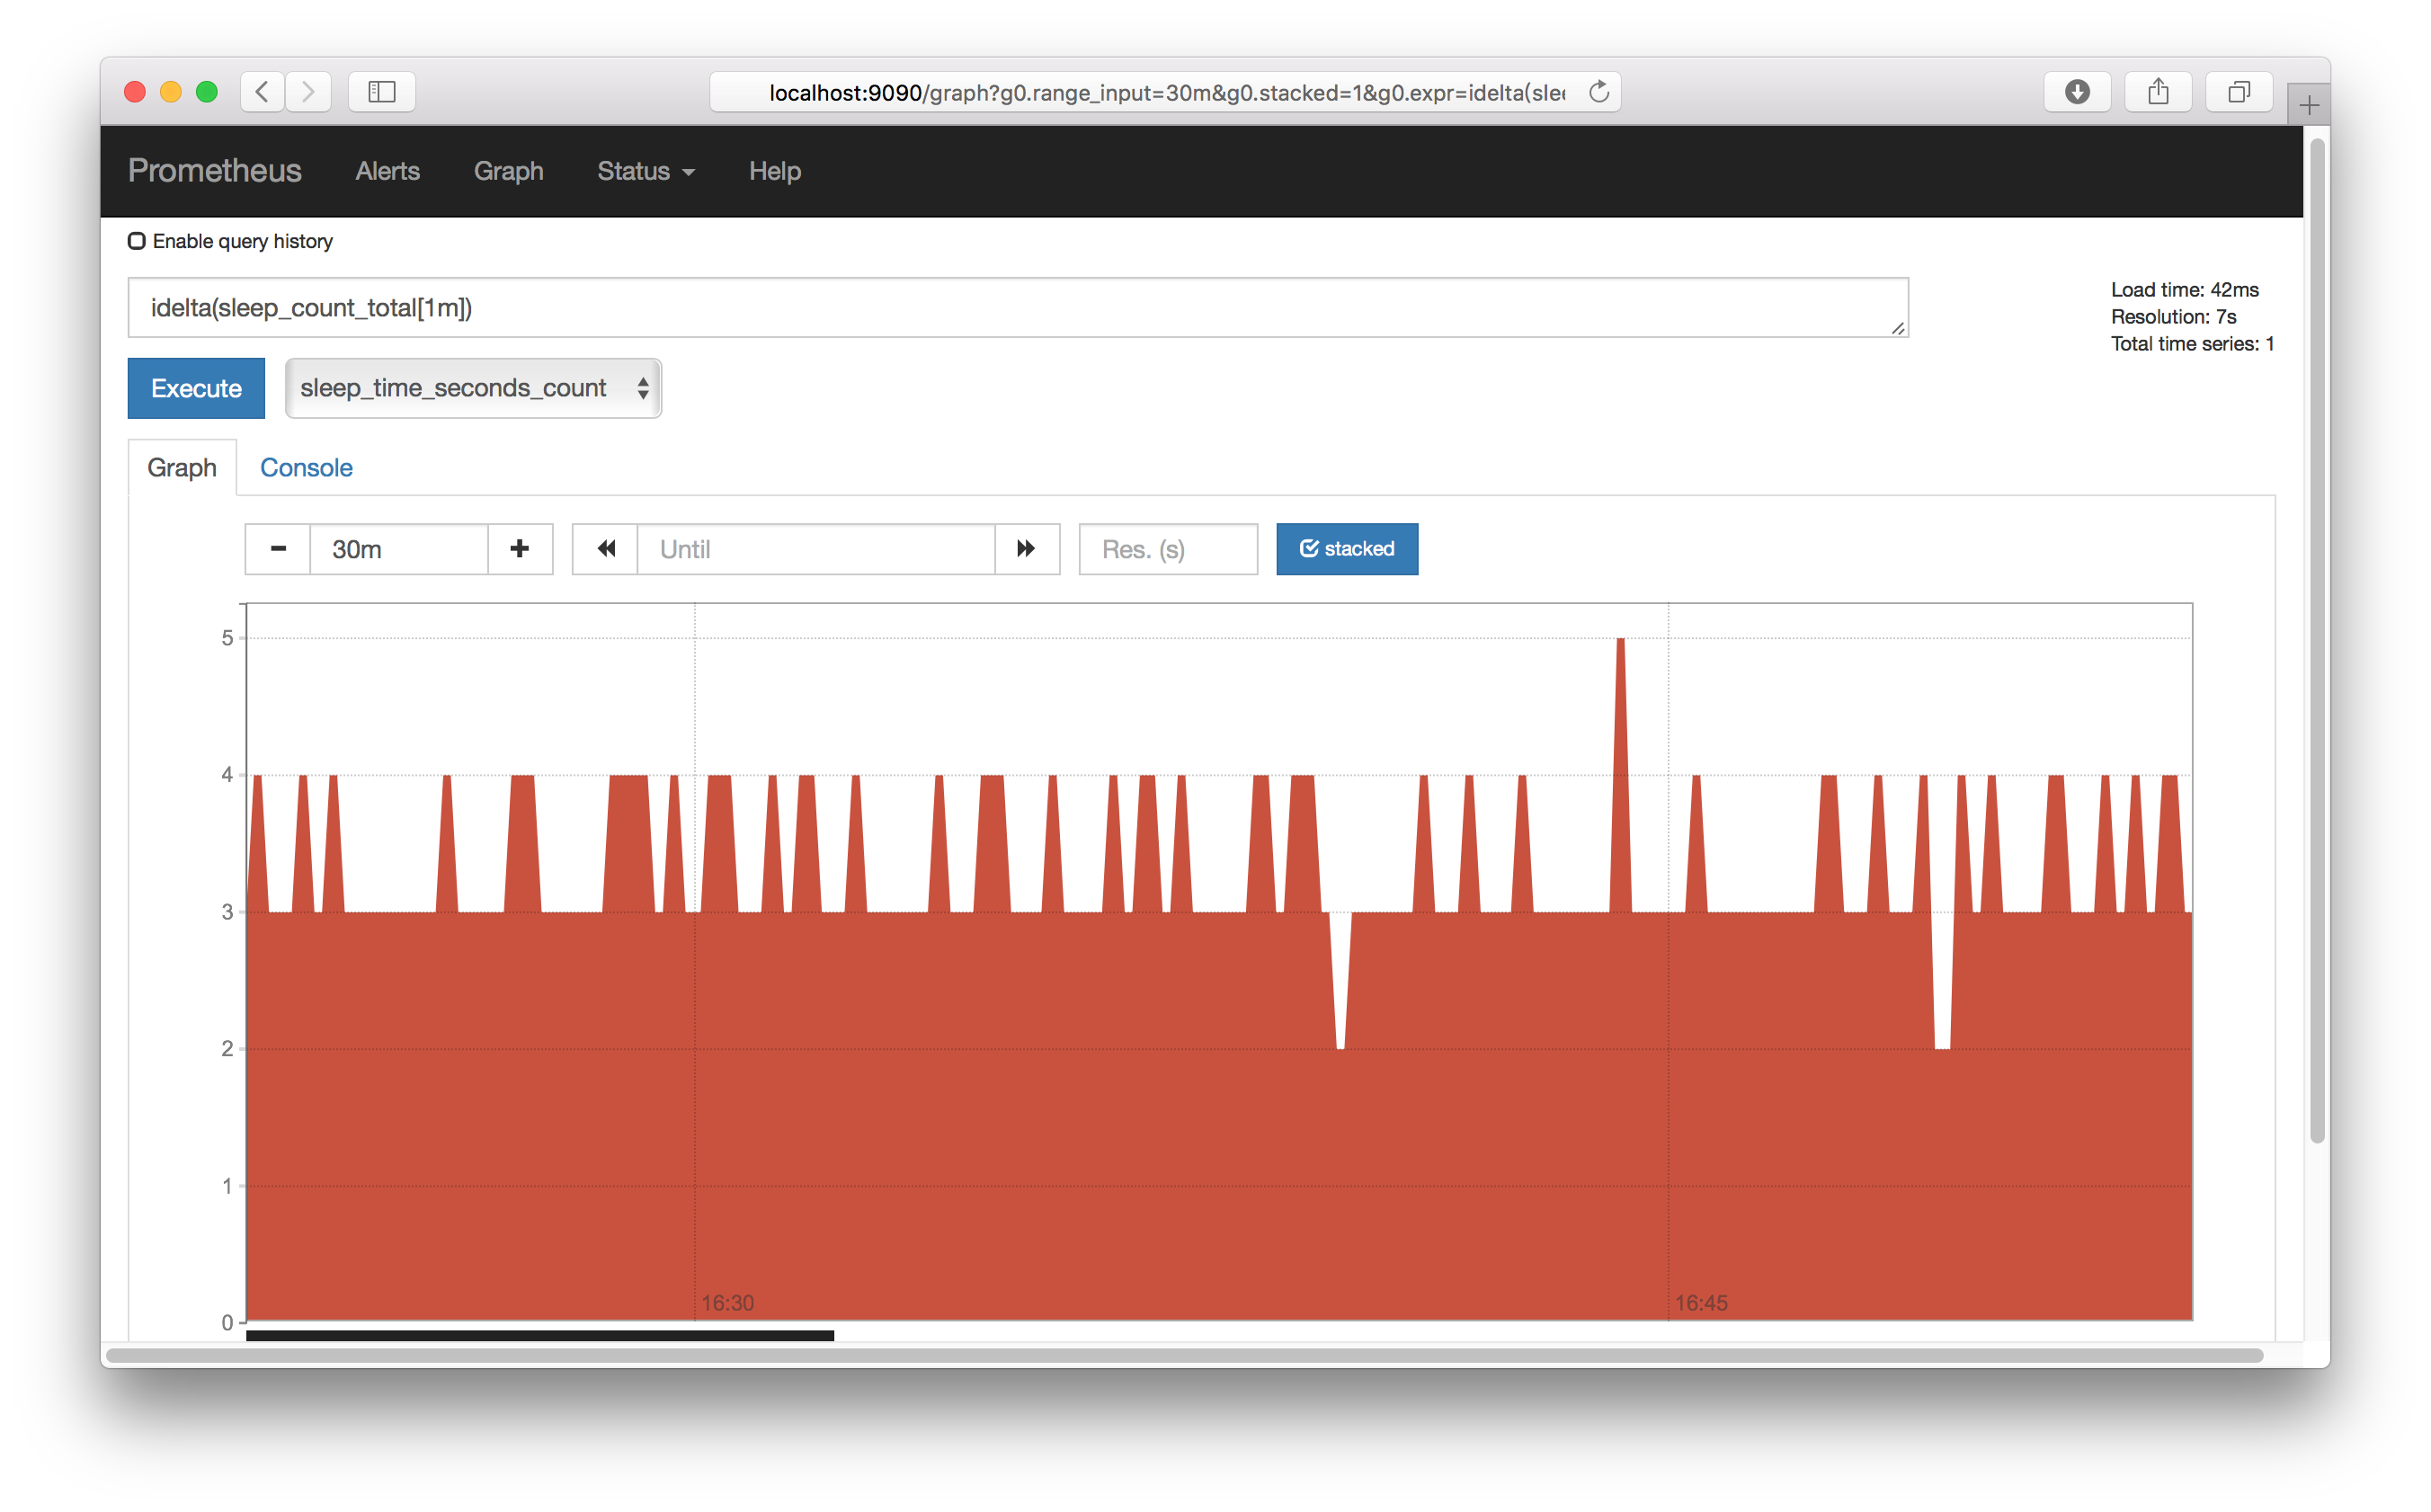 localhost:9090/graph?g0.range_input=30m&g0.stacked=1&g0.expr=idelta(slee
Prometheus Alerts Graph Status Help
Enable query history
idelta(sleep_count_total[1m])
Load time: 42ms
Resolution: 7s
Total time series: 1
Execute sleep_time_seconds_count
Graph Console
30m Until Res. (s) stacked
5
4
3
2
1
0
16:30 16:45